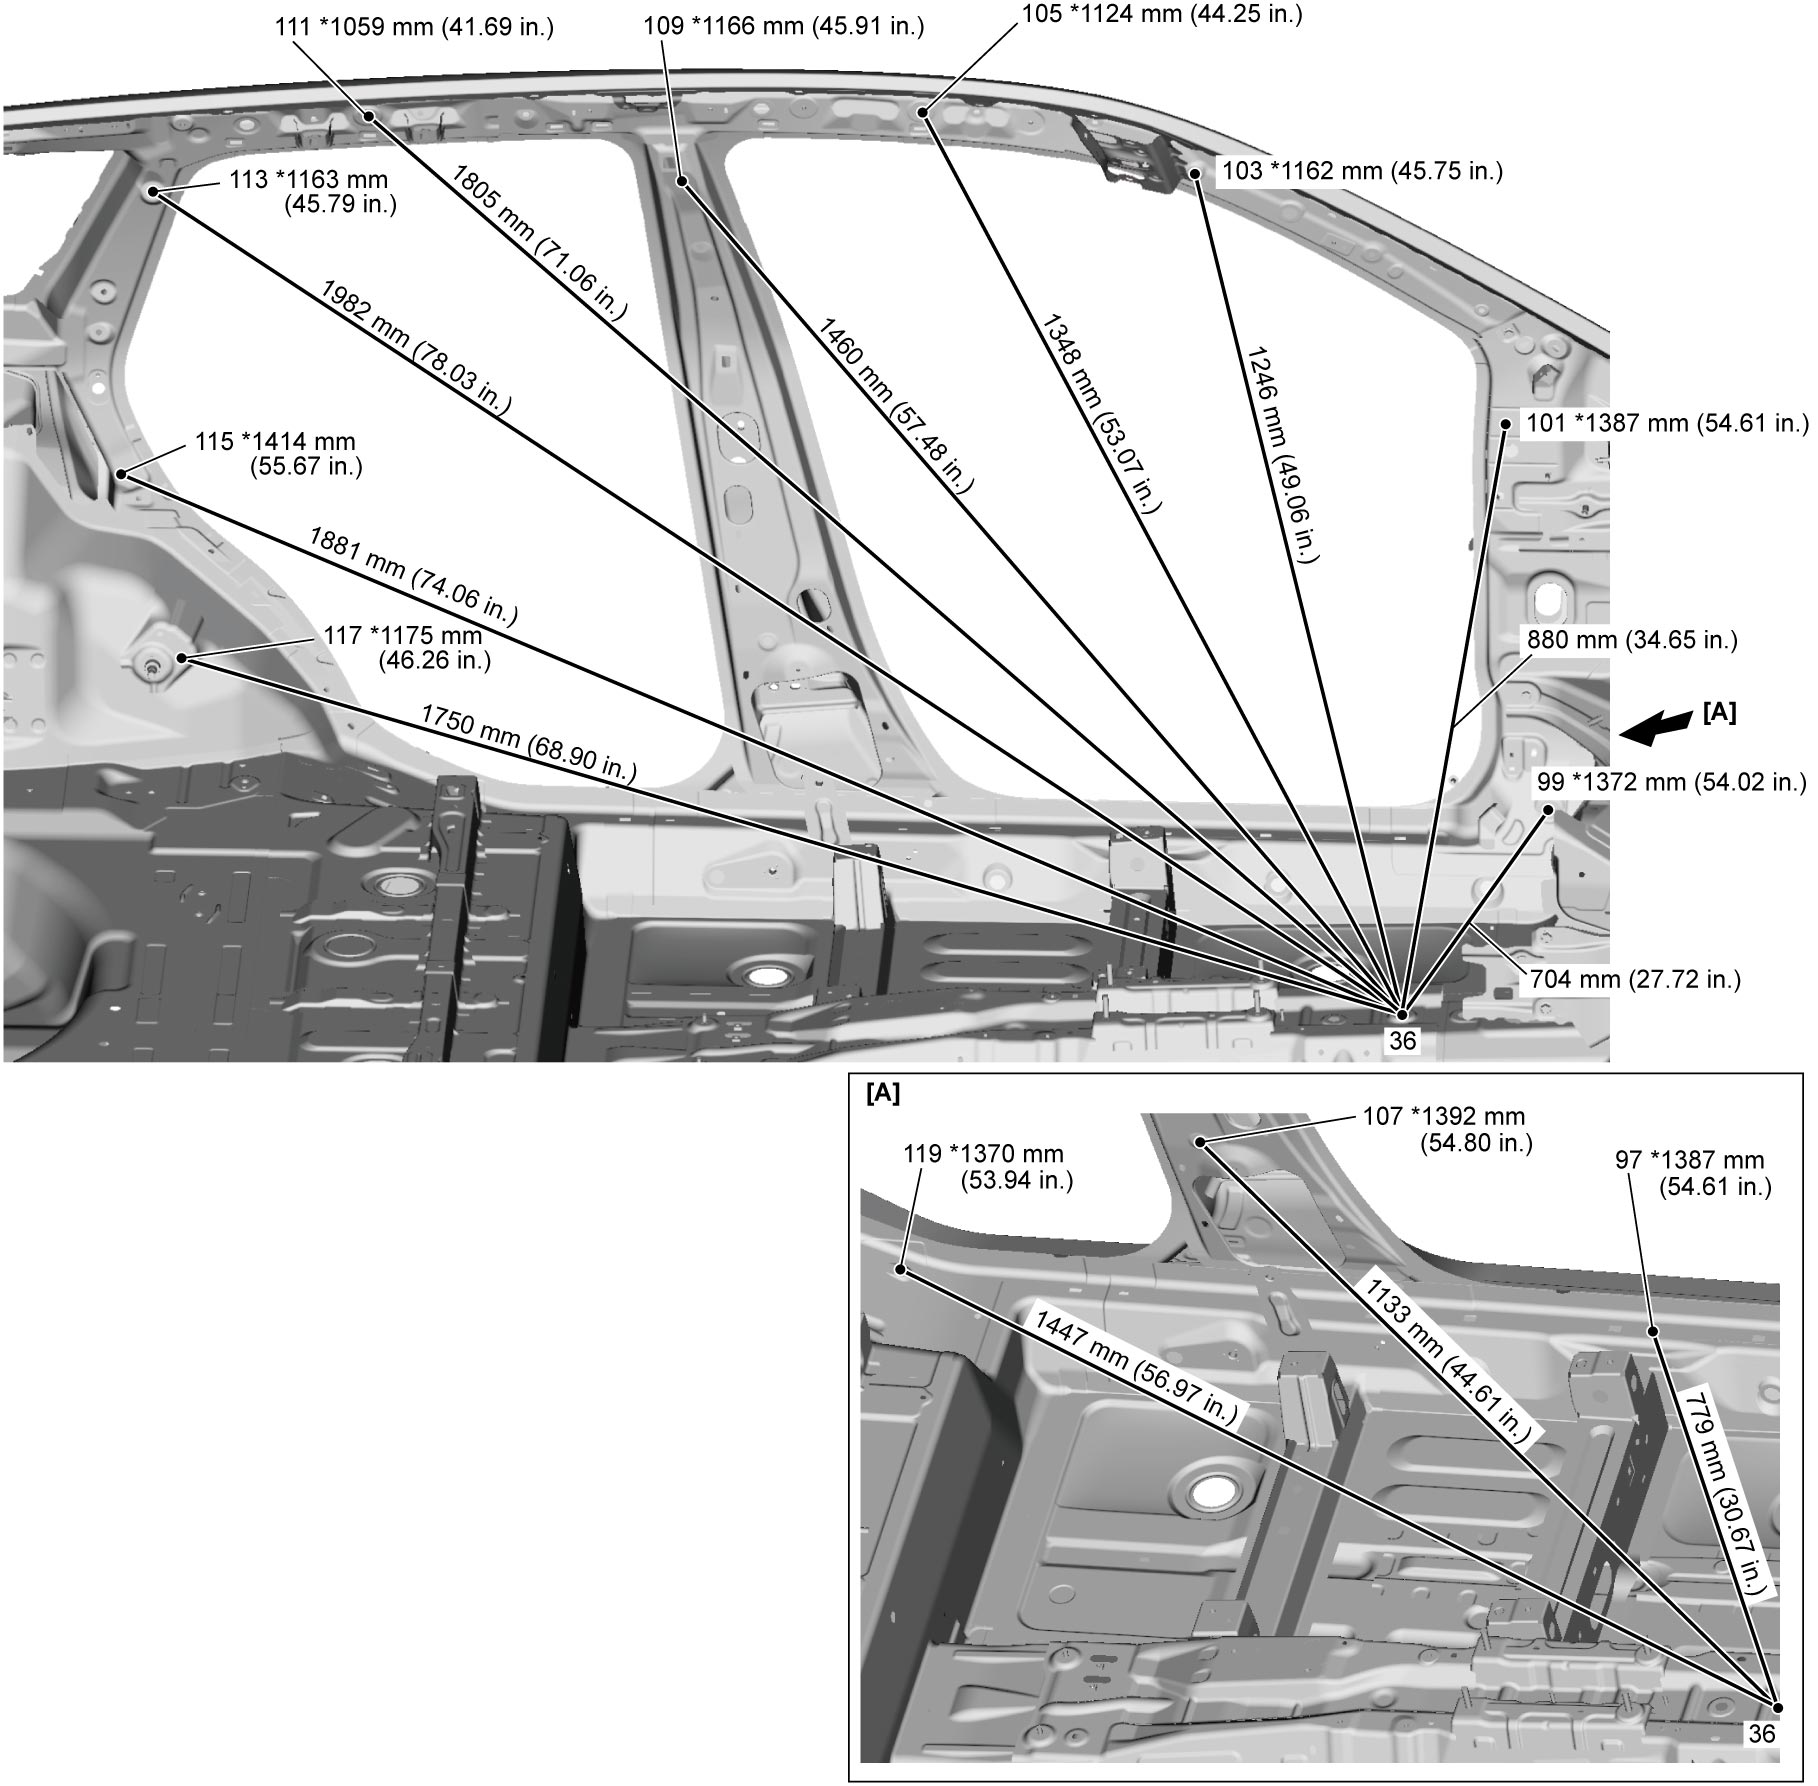 105 *1124 mm (44.25 in.)
111 *1059 mm (41.69 in.)
109 *1166 mm (45.91 in.)
103 *1162 mm (45.75 in.)
113 *1163 mm
(45.79 in.)
1805 mm (71.06 in.)
1982 mm (78.03 in.)
1460 mm (57.48 in.)
1348 mm (53.07 in.)
1246 mm (49.06 in.)
101 *1387 mm (54.61 in.)
115 *1414 mm
(55.67 in.)
1881 mm (74.06 in.)
117 *1175 mm
(46.26 in.)
880 mm (34.65 in.)
1750 mm (68.90 in.)
[A]
99 *1372 mm (54.02 in.)
704 mm (27.72 in.)
36
[A]
107 *1392 mm
(54.80 in.)
119 *1370 mm
(53.94 in.)
97 *1387 mm
(54.61 in.)
1447 mm (56.97 in.)
1133 mm (44.61 in.)
779 mm (30.67 in.)
36